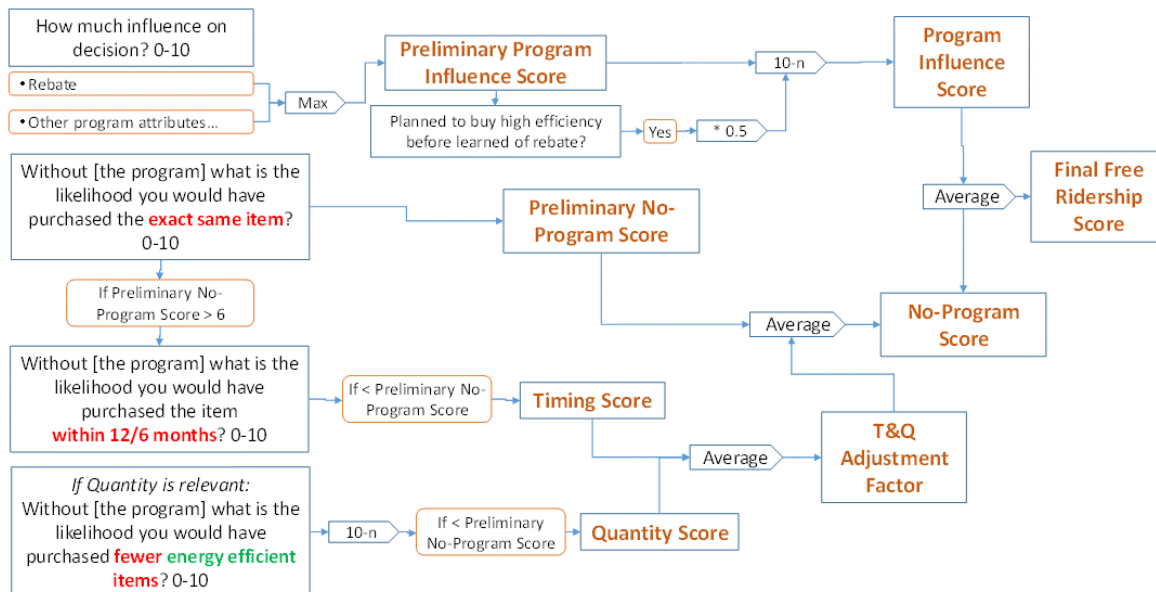 How much influence on
decision? 0-10
• Rebate
• Other program attributes…
Max
Preliminary Program
Influence Score
Planned to buy high efficiency
before learned of rebate?
Yes
* 0.5
10-n
Program
Influence
Score
Without [the program] what is the
likelihood you would have
purchased the exact same item?
0-10
Preliminary No-
Program Score
Average
Final Free
Ridership
Score
If Preliminary No-
Program Score > 6
Average
No-Program
Score
Without [the program] what is the
likelihood you would have
purchased the item
within 12/6 months? 0-10
If < Preliminary No-
Program Score
Timing Score
Average
T&Q
Adjustment
Factor
If Quantity is relevant:
Without [the program] what is the
likelihood you would have
purchased fewer energy efficient
items? 0-10
10-n
If < Preliminary
No-Program Score
Quantity Score